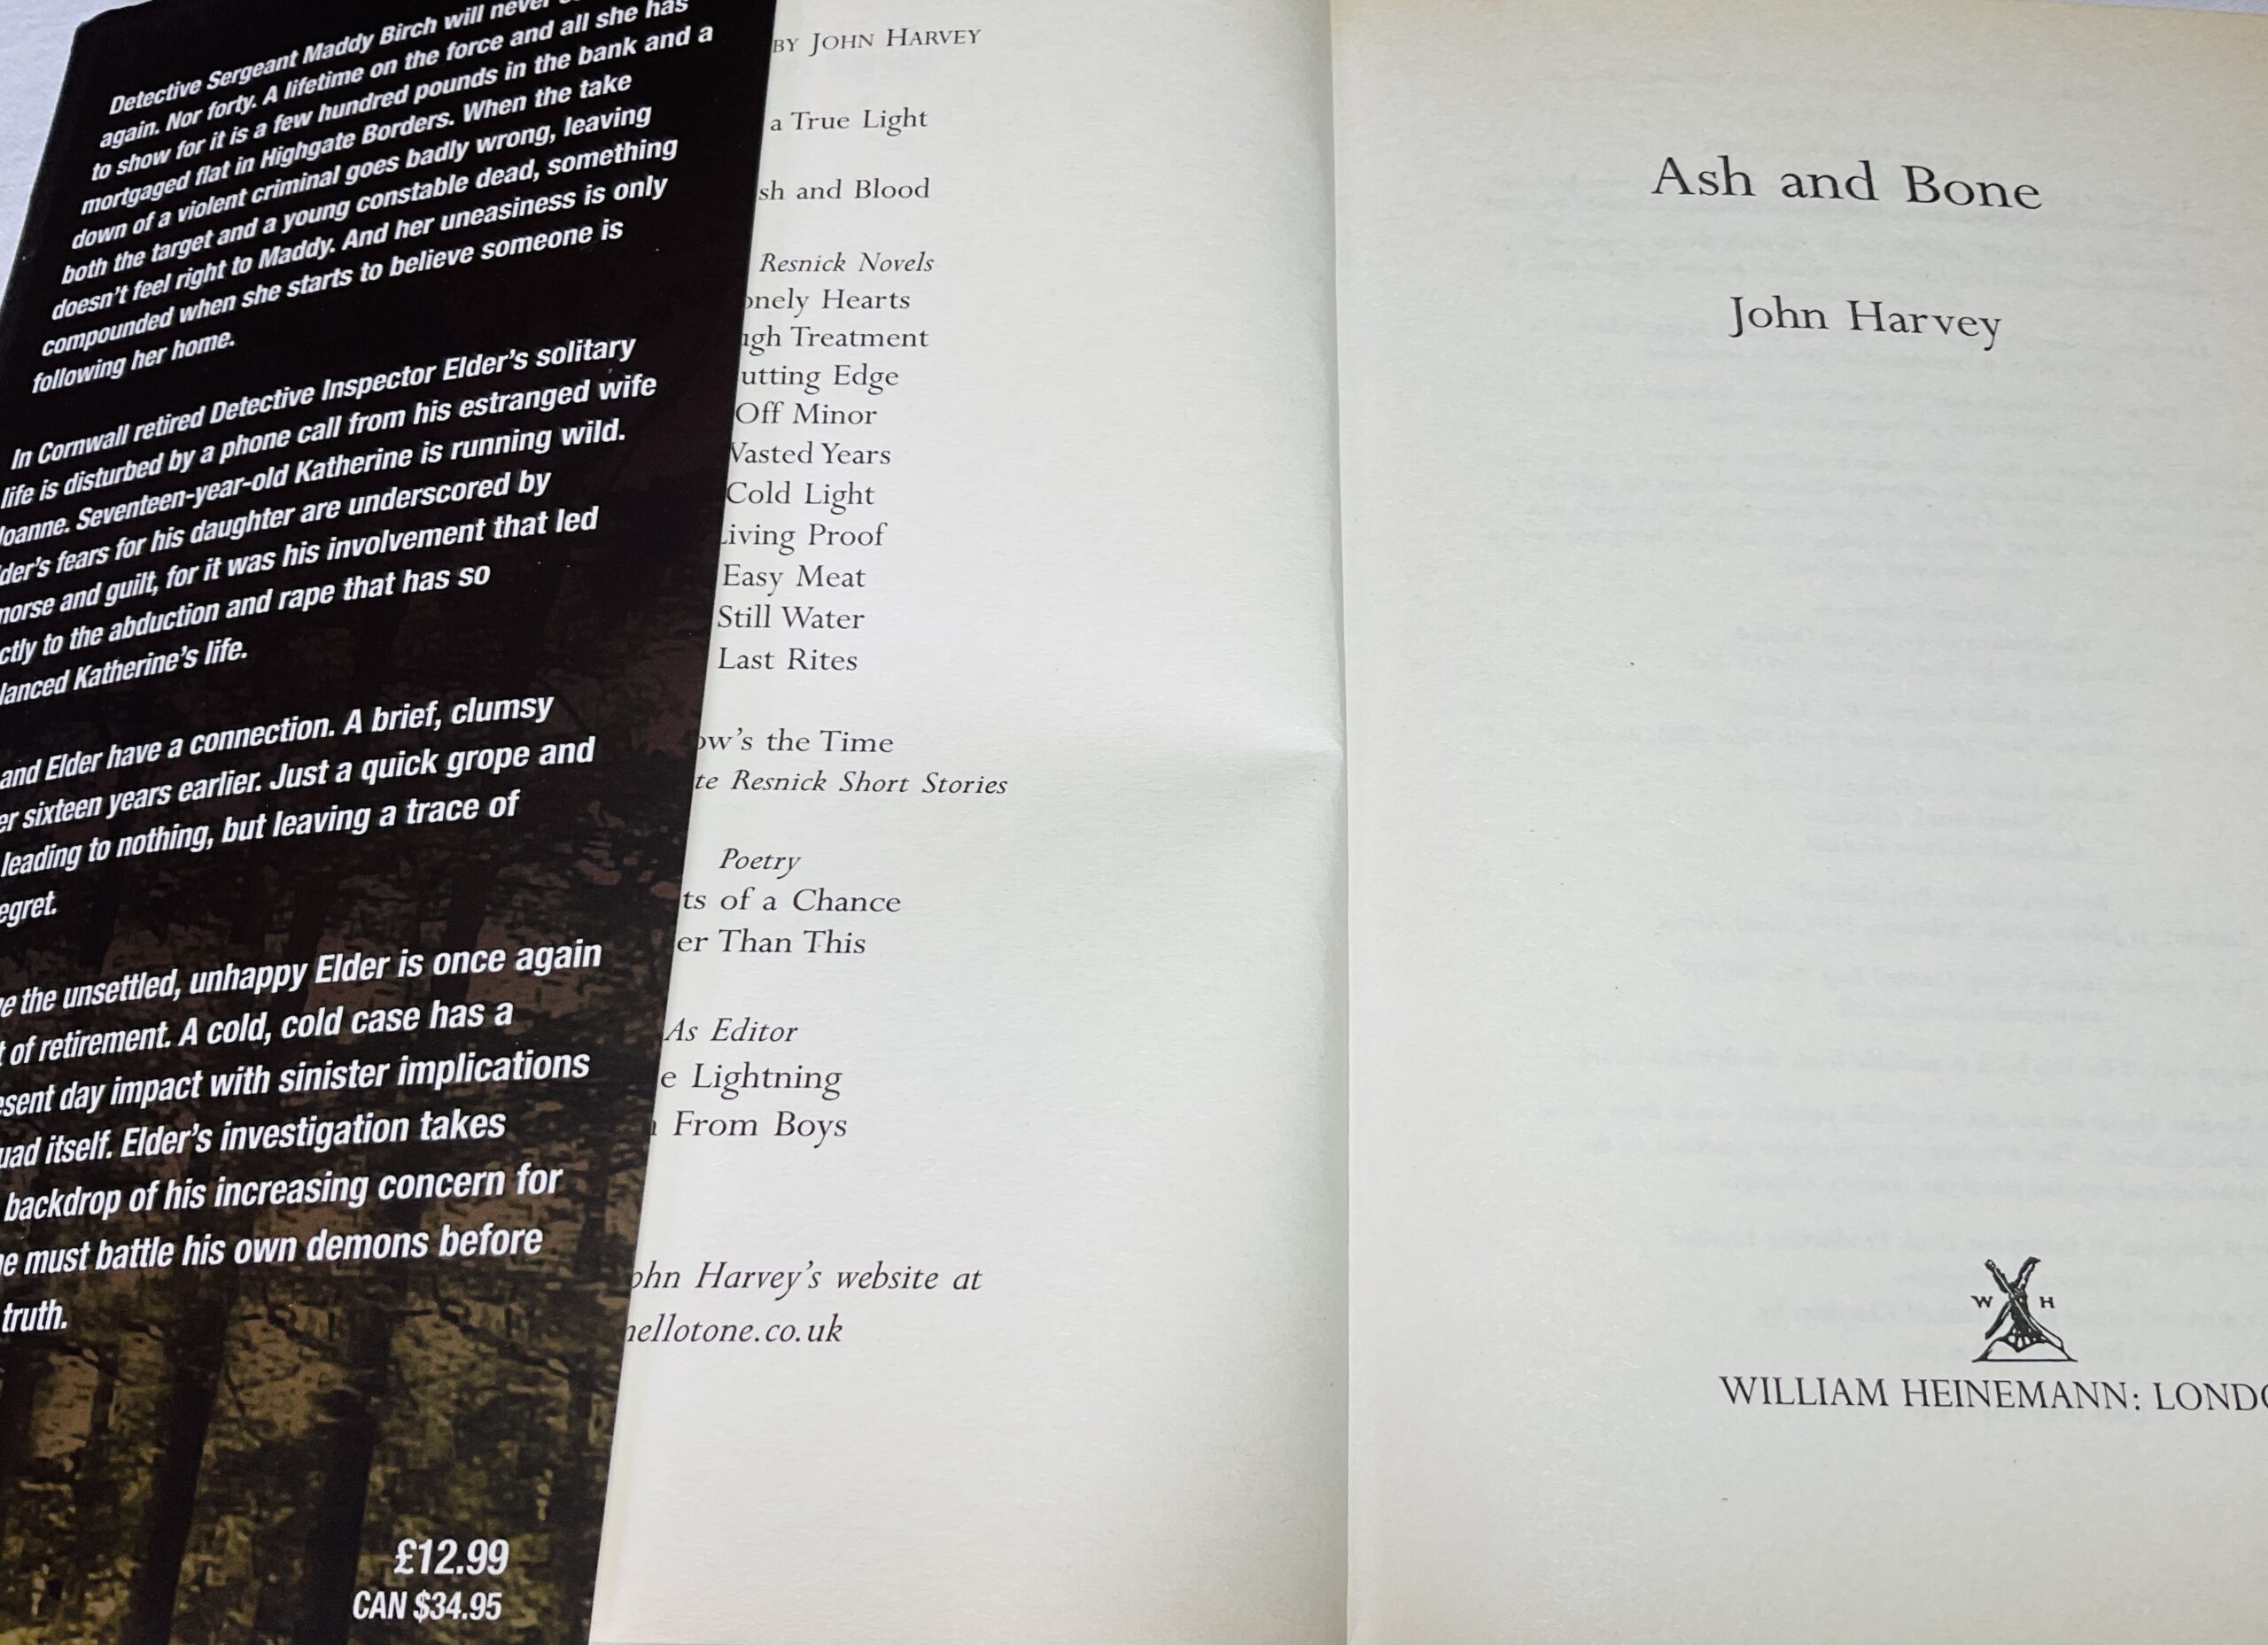 Detective Sergeant Maddy Birch will never
again. Nor forty. A lifetime on the force and all she has
to show for it is a few hundred pounds in the bank and a
mortgaged flat in Highgate Borders. When the take
down of a violent criminal goes badly wrong, leaving
both the target and a young constable dead, something
doesn't feel right to Maddy. And her uneasiness is only
compounded when she starts to believe someone is
following her home.
In Cornwall retired Detective Inspector Elder's solitary
life is disturbed by a phone call from his estranged wife
Joanne. Seventeen-year-old Katherine is running wild.
der's fears for his daughter are underscored by
morse and guilt, for it was his involvement that led
ctly to the abduction and rape that has so
lanced Katherine's life.
and Elder have a connection. A brief, clumsy
er sixteen years earlier. Just a quick grope and
leading to nothing, but leaving a trace of
egret.
e the unsettled, unhappy Elder is once again
t of retirement. A cold, cold case has a
esent day impact with sinister implications
uad itself. Elder's investigation takes
backdrop of his increasing concern for
e must battle his own demons before
truth.
£12.99
CAN $34.95
BY JOHN HARVEY
a True Light
sh and Blood
Resnick Novels
onely Hearts
ugh Treatment
utting Edge
Off Minor
Wasted Years
Cold Light
Living Proof
Easy Meat
Still Water
Last Rites
ow's the Time
te Resnick Short Stories
Poetry
ts of a Chance
er Than This
As Editor
e Lightning
From Boys
ohn Harvey's website at
hellotone.co.uk
Ash and Bone
John Harvey
W H
WILLIAM HEINEMANN: LONDO